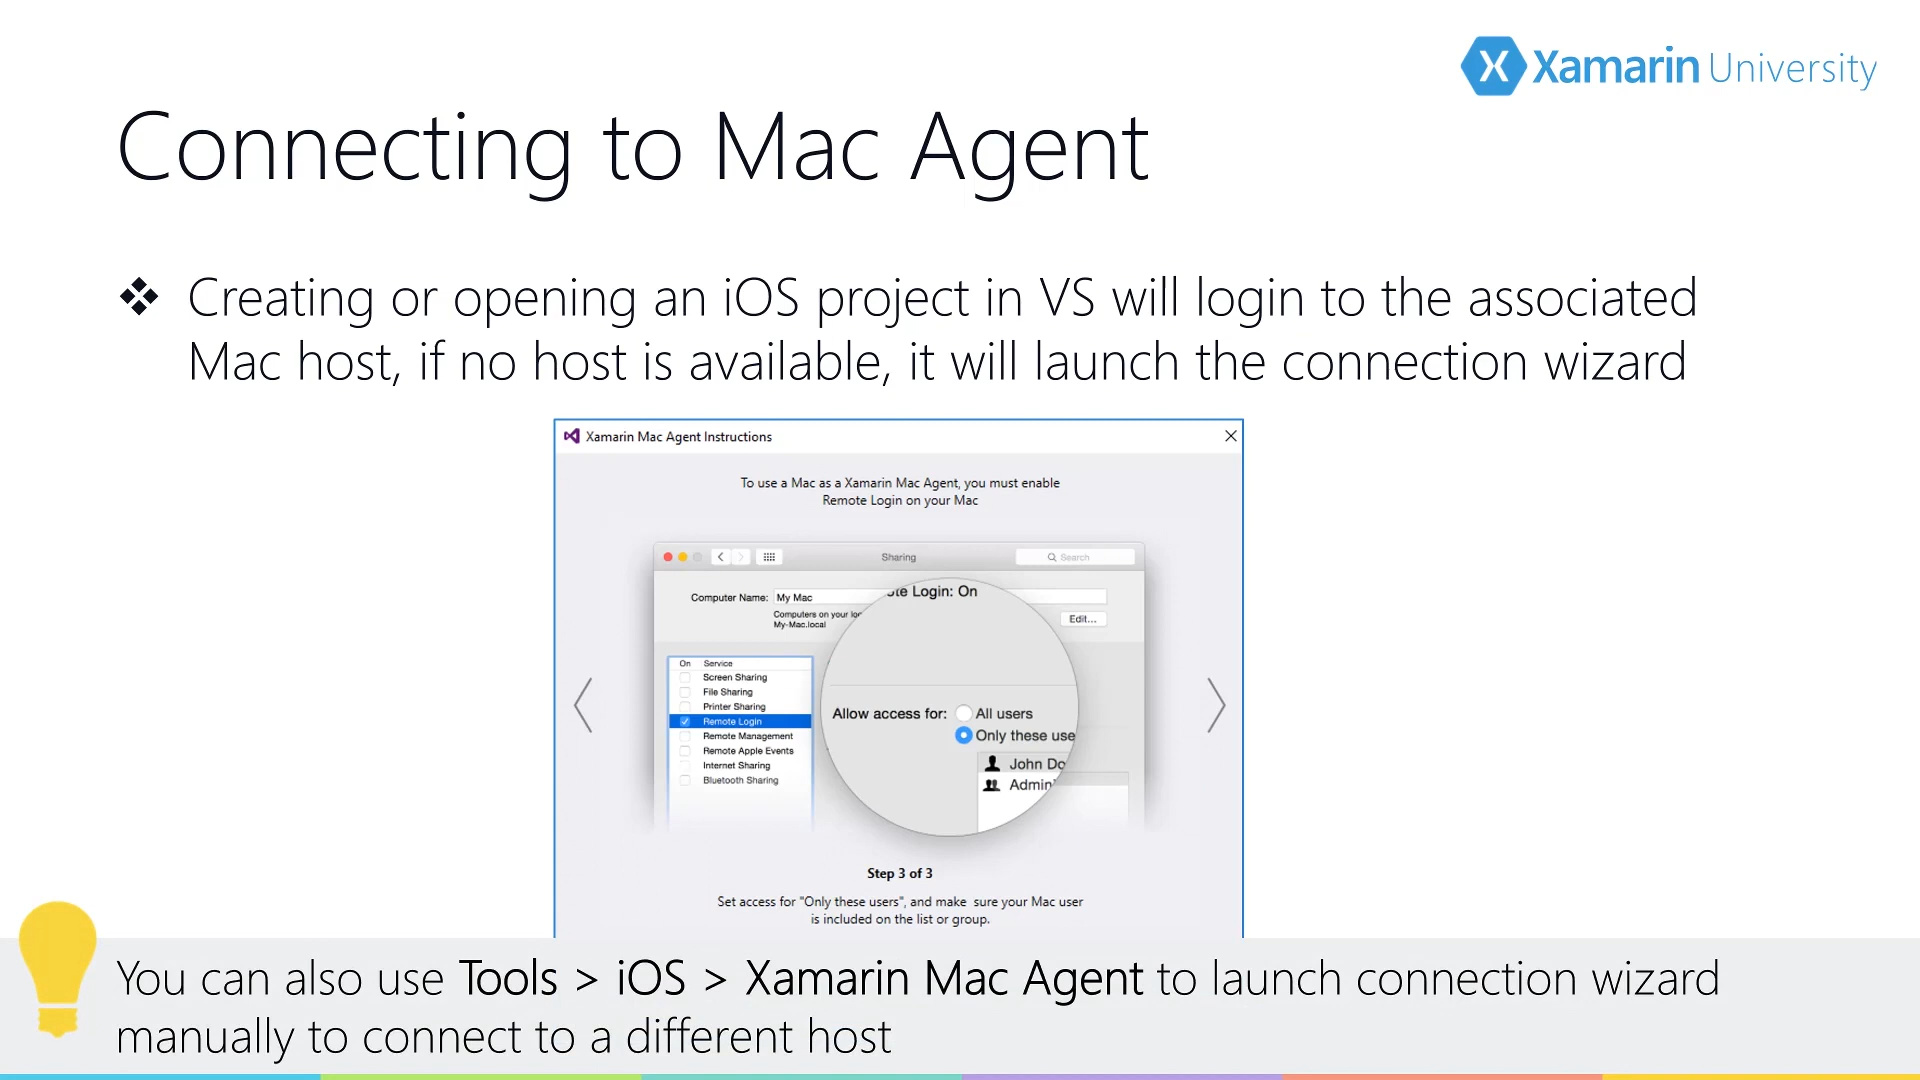 Xamarin University
Connecting to Mac Agent
❖ Creating or opening an iOS project in VS will login to the associated
Mac host, if no host is available, it will launch the connection wizard
Xamarin Mac Agent Instructions
To use a Mac as a Xamarin Mac Agent, you must enable
Remote Login on your Mac
Sharing
Search
Computer Name: My Mac
Computers on your
My-Mac.local
Edit...
Login: On
On Service
Screen Sharing
File Sharing
Printer Sharing
Remote Login
Remote Management
Remote Apple Events
Internet Sharing
Bluetooth Sharing
Allow access for: All users
Only these
John
Step 3 of 3
Set access for "Only these users", and make sure your Mac user
is included on the list or group.
You can also use Tools > iOS > Xamarin Mac Agent to launch connection wizard
manually to connect to a different host